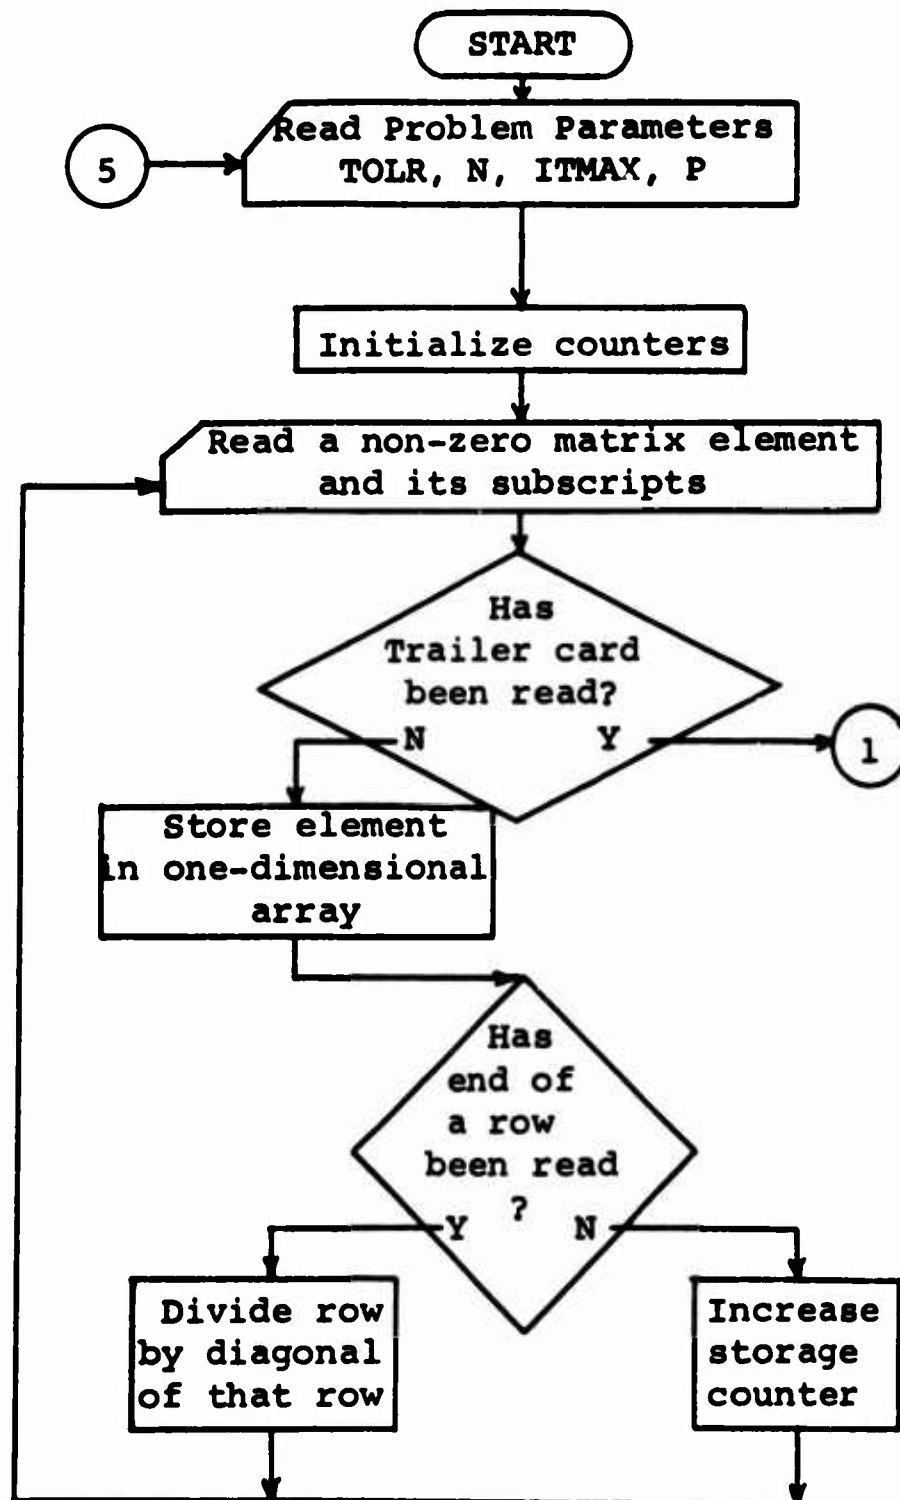 START
5
Read Problem Parameters
TOLR, N, ITMAX, P
Initialize counters
Read a non-zero matrix element
and its subscripts
Has
Trailer card
been read?
N
Y
1
Store element
in one-dimensional
array
Has
end of
a row
been read
?
Y
N
Divide row
by diagonal
of that row
Increase
storage
counter